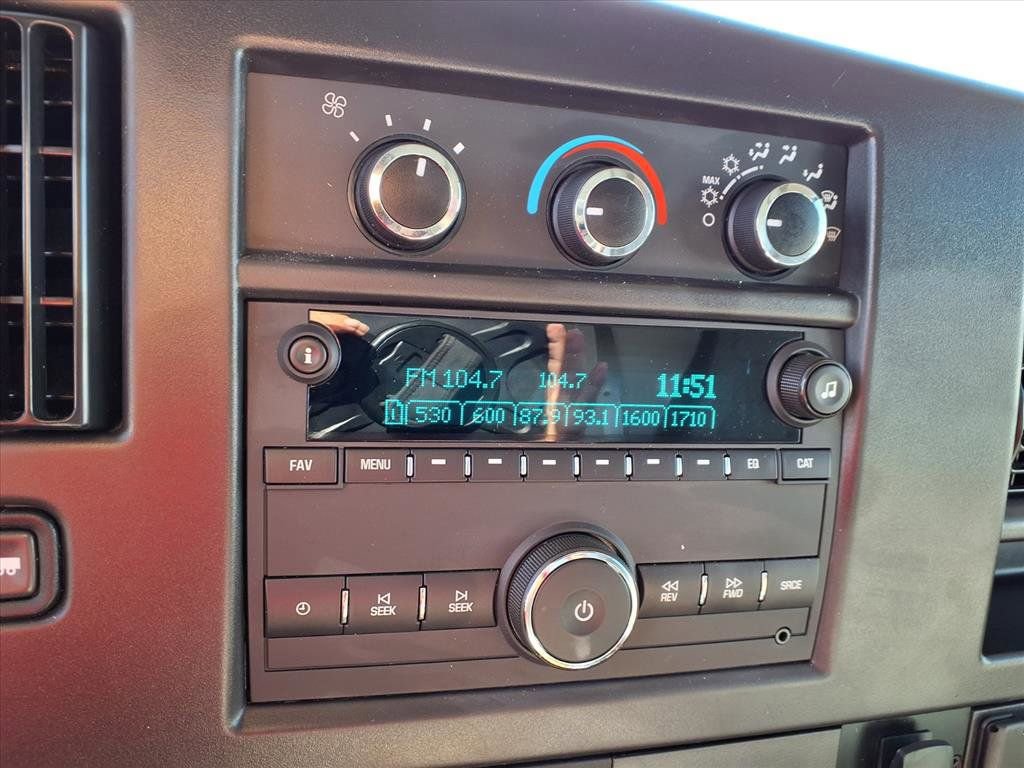 MAX
i
FM 104.7 104.7 11:51
1 530 600 87.9 93.1 1600 1710
FAV MENU EQ CAT
SEEK SEEK REV FWD SRCE